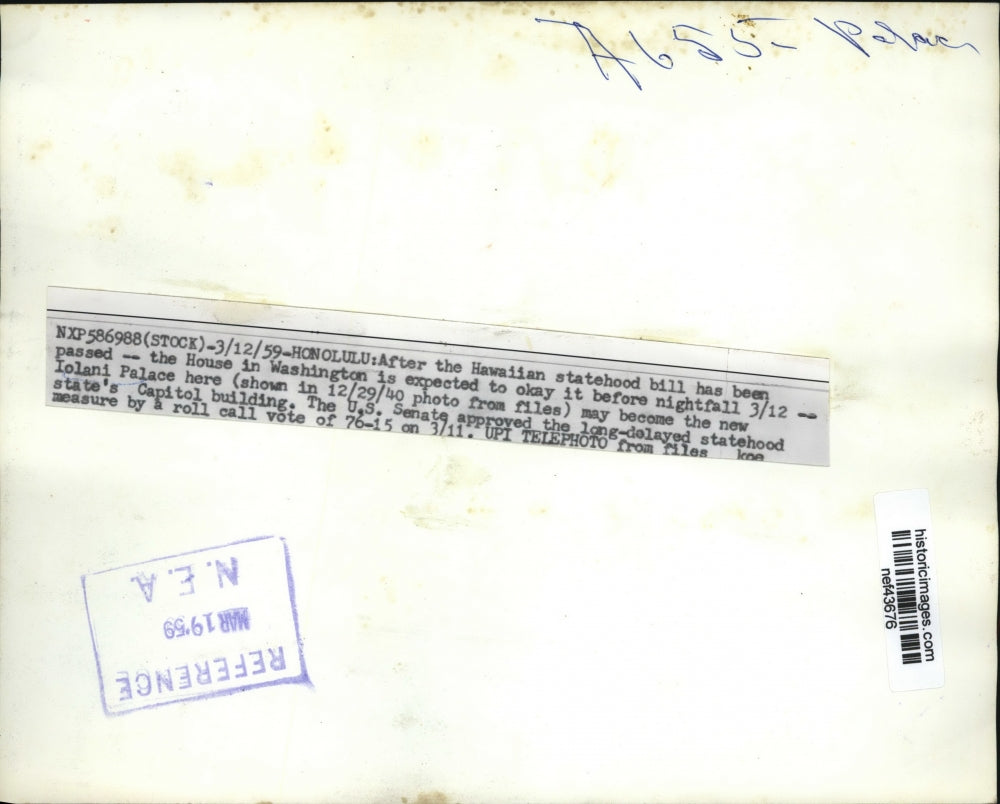 A655- Palace
NXP586988(STOCK)-3/12/59-HONOLULU:After the Hawaiian statehood bill has been
passed -- the House in Washington is expected to okay it before nightfall 3/12 --
Iolani Palace here (shown in 12/29/40 photo from files) may become the new
state's Capitol building. The U.S. Senate approved the long-delayed statehood
measure by a roll call vote of 76-15 on 3/11. UPI TELEPHOTO from files koe
historicimages.com
nef43676
REFERENCE
MAR 19 '59
N.E.A.